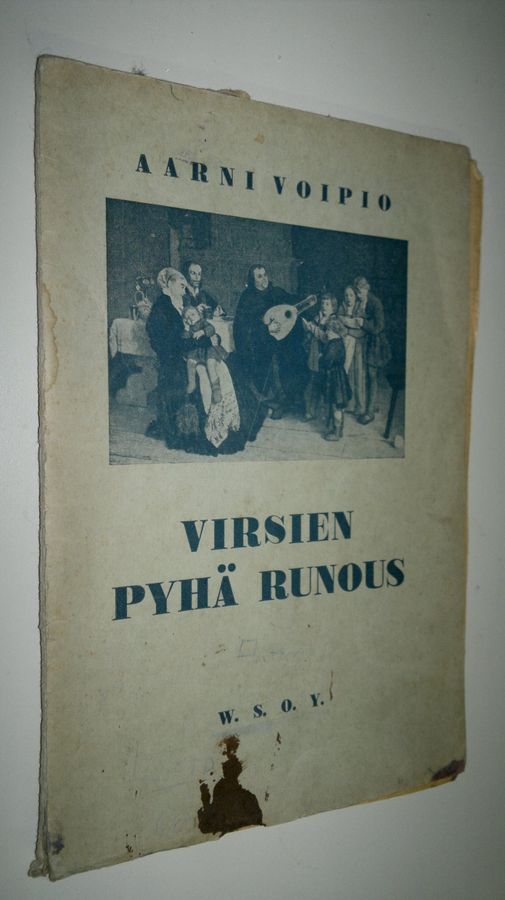 AARNI VOIPIO
VIRSIEN
PYHÄ RUNOUS
W. S. O. Y.